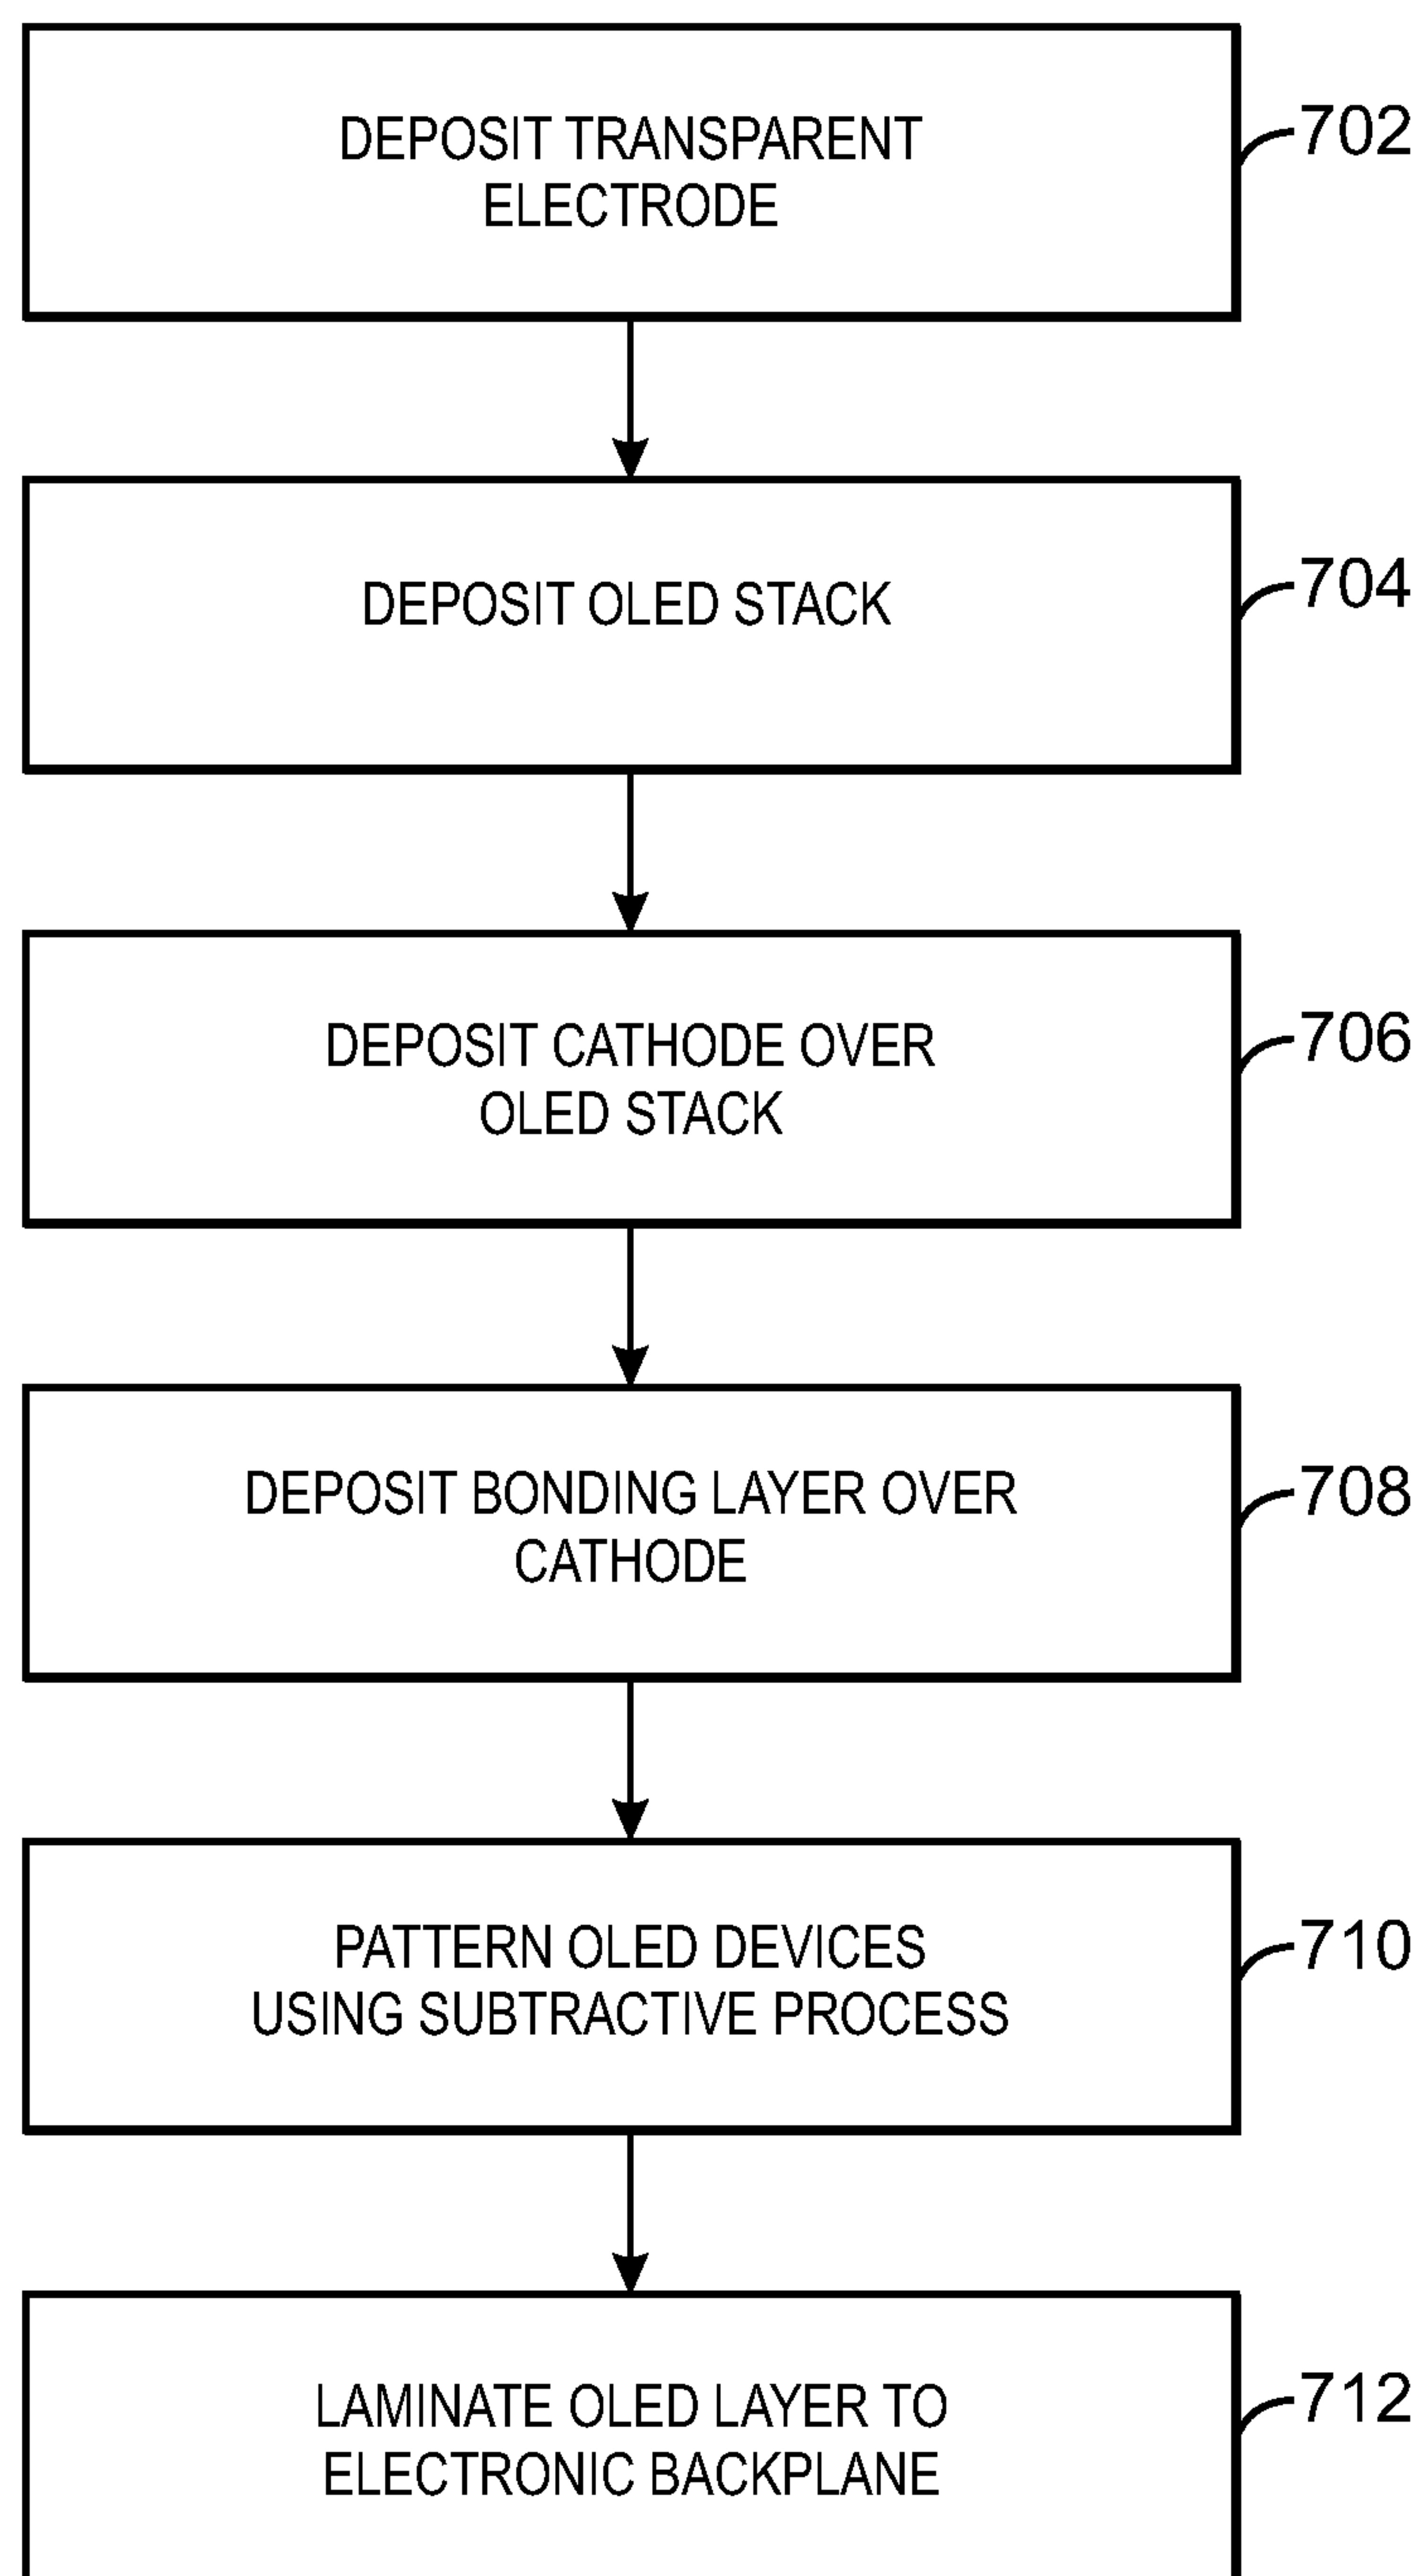 DEPOSIT TRANSPARENT
ELECTRODE
702
DEPOSIT OLED STACK
704
DEPOSIT CATHODE OVER
OLED STACK
706
DEPOSIT BONDING LAYER OVER
CATHODE
708
PATTERN OLED DEVICES
USING SUBTRACTIVE PROCESS
710
LAMINATE OLED LAYER TO
ELECTRONIC BACKPLANE
712